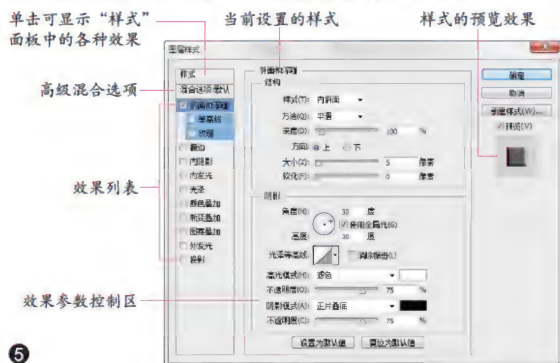 单击可显示“样式”
面板中的各种效果
当前设置的样式
样式的预览效果
图层样式
样式
混合选项:默认
斜面和浮雕
等高线
纹理
描边
内阴影
内发光
光泽
颜色叠加
渐变叠加
图案叠加
外发光
投影
高级混合选项
效果列表
效果参数控制区
斜面和浮雕
结构
样式(T): 内斜面
方法(Q): 平滑
深度(D): 100 %
方向: 上 下
大小(Z): 5 像素
软化(F): 0 像素
阴影
角度(N): 30 度
使用全局光(G)
高度: 30 度
光泽等高线: 消除锯齿(L)
高光模式(H): 滤色
不透明度(O): 75 %
阴影模式(A): 正片叠底
不透明度(C): 75 %
设置为默认值 复位为默认值
确定
取消
新建样式(W)...
预览(V)
5